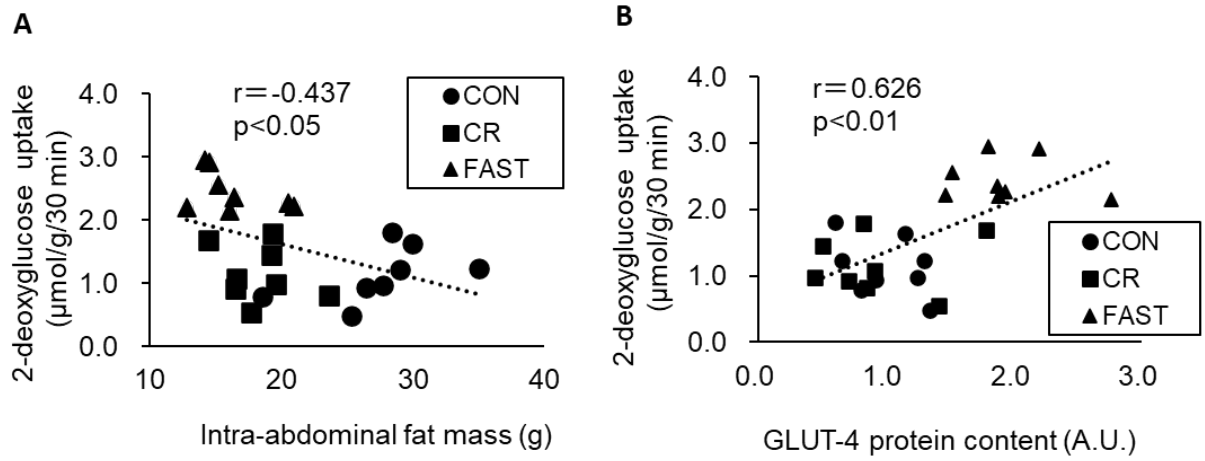 A
2-deoxyglucose uptake
(μmol/g/30 min)
4.0
3.0
2.0
1.0
0.0
r=-0.437
p<0.05
CON
CR
FAST
10
20
30
40
Intra-abdominal fat mass (g)
B
2-deoxyglucose uptake
(μmol/g/30 min)
4.0
3.0
2.0
1.0
0.0
r=0.626
p<0.01
CON
CR
FAST
0.0
1.0
2.0
3.0
GLUT-4 protein content (A.U.)